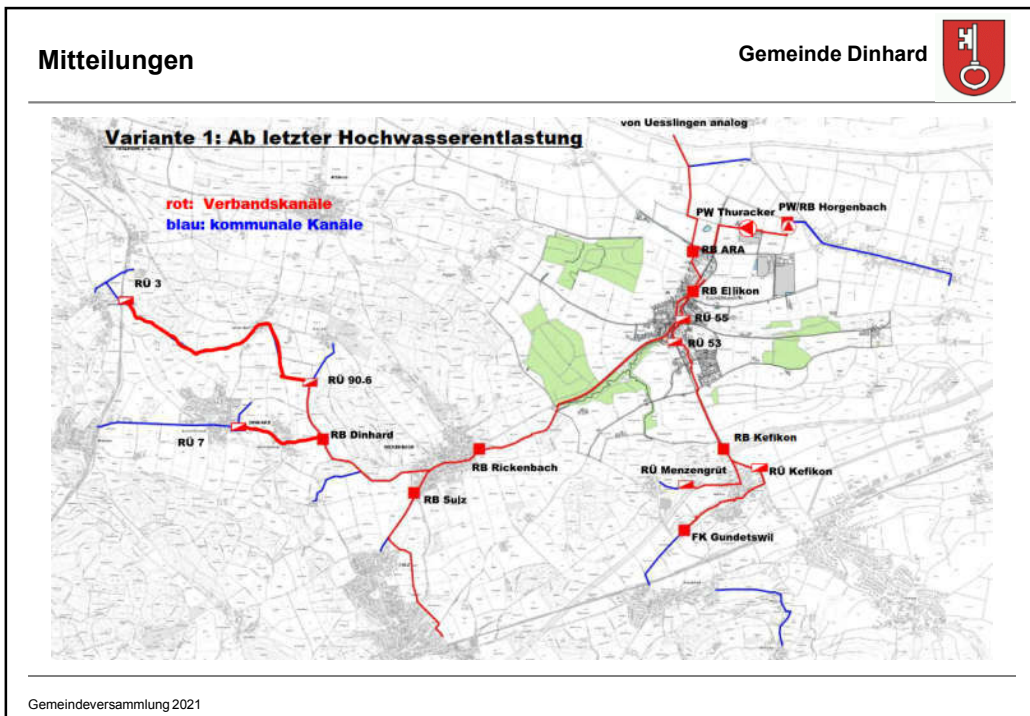 Mitteilungen
Gemeinde Dinhard
Variante 1: Ab letzter Hochwasserentlastung
von Uesslingen analog
rot: Verbandskanäle
blau: kommunale Kanäle
PW Thuracker
PW/RB Horgenbach
RB ARA
RÜ 3
RB Ellikon
RÜ 55
RÜ 53
RÜ 90.6
RÜ 7
RB Dinhard
RB Rickenbach
RB Kefikon
RÜ Menzengrüt
RÜ Kefikon
RB Sulz
FK Gundetswil
Gemeindeversammlung 2021